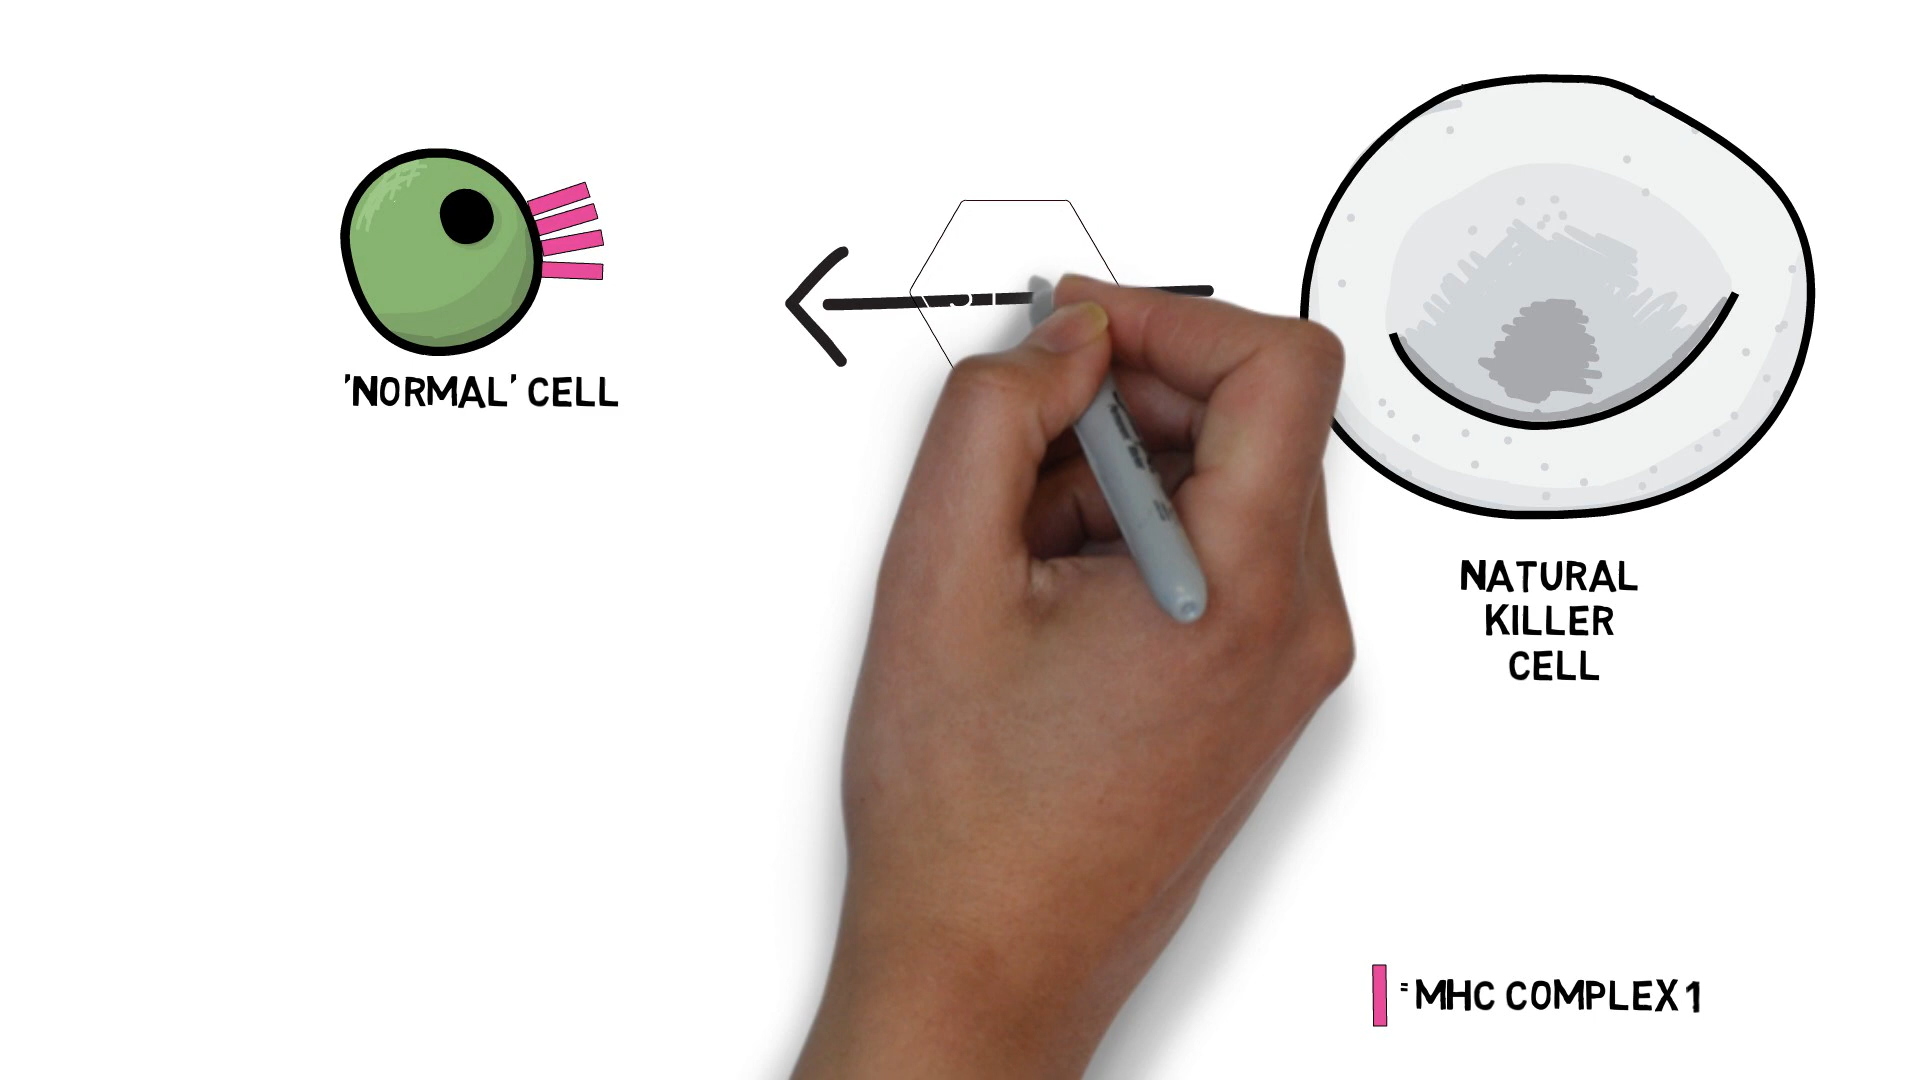 'NORMAL' CELL
NATURAL
KILLER
CELL
= MHC COMPLEX 1